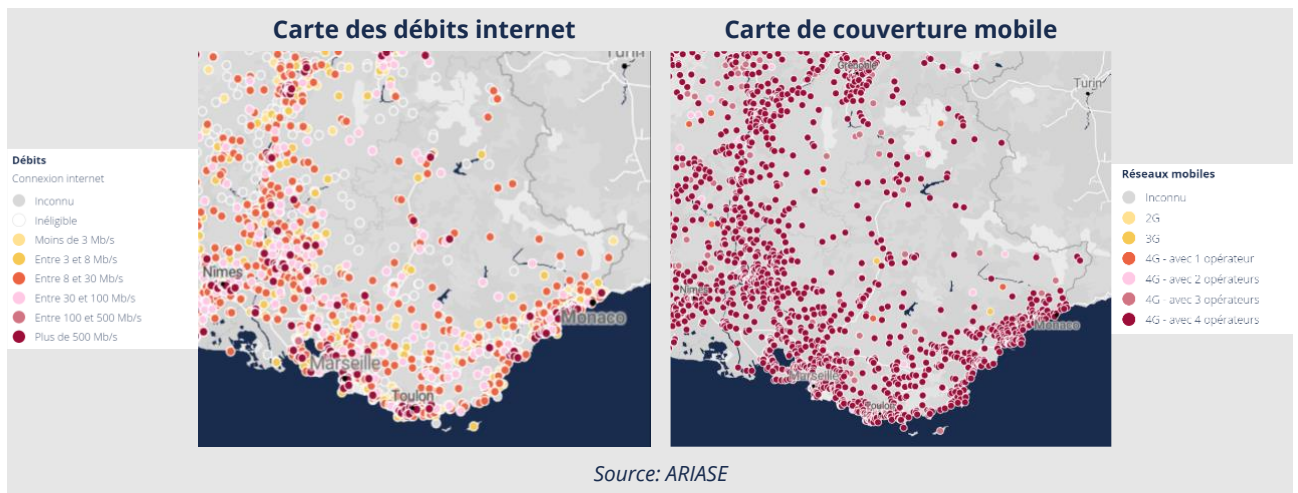 Carte des débits internet
Carte de couverture mobile
Turin
Grenoble
Turin
Débits
Connexion internet
Inconnu
Inéligible
Moins de 3 Mb/s
Entre 3 et 8 Mb/s
Entre 8 et 30 Mb/s
Entre 30 et 100 Mb/s
Entre 100 et 500 Mb/s
Plus de 500 Mb/s
Réseaux mobiles
Inconnu
2G
3G
4G - avec 1 opérateur
4G - avec 2 opérateurs
4G - avec 3 opérateurs
4G - avec 4 opérateurs
Nîmes
Monaco
Marseille
Toulon
Nîmes
Monaco
Marseille
Toulon
Source: ARIASE